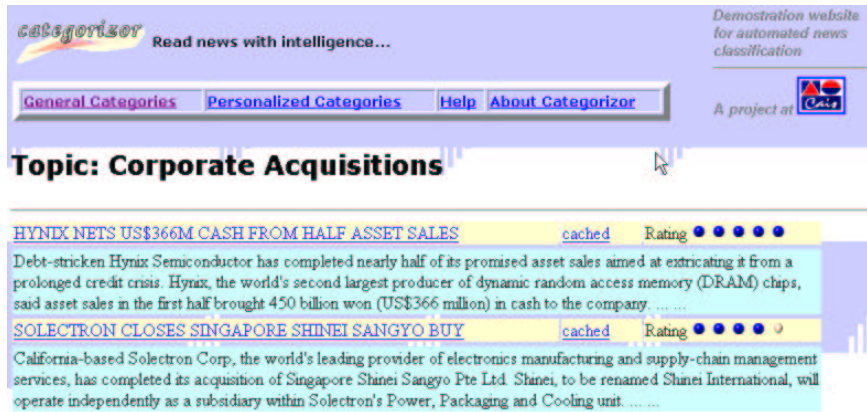 categorizor
Read news with intelligence...
Demostration website
for automated news
classification
General Categories Personalized Categories Help About Categorizor
A project at Cais
Topic: Corporate Acquisitions
HYNIX NETS US$366M CASH FROM HALF ASSET SALES cached Rating
Debt-stricken Hynix Semiconductor has completed nearly half of its promised asset sales aimed at extricating it from a
prolonged credit crisis. Hynix, the world's second largest producer of dynamic random access memory (DRAM) chips,
said asset sales in the first half brought 450 billion won (US$366 million) in cash to the company. ... ...
SOLECTRON CLOSES SINGAPORE SHINEI SANGYO BUY cached Rating
California-based Solectron Corp, the world's leading provider of electronics manufacturing and supply-chain management
services, has completed its acquisition of Singapore Shinei Sangyo Pte Ltd. Shinei, to be renamed Shinei International, will
operate independently as a subsidiary within Solectron's Power, Packaging and Cooling unit. ... ...